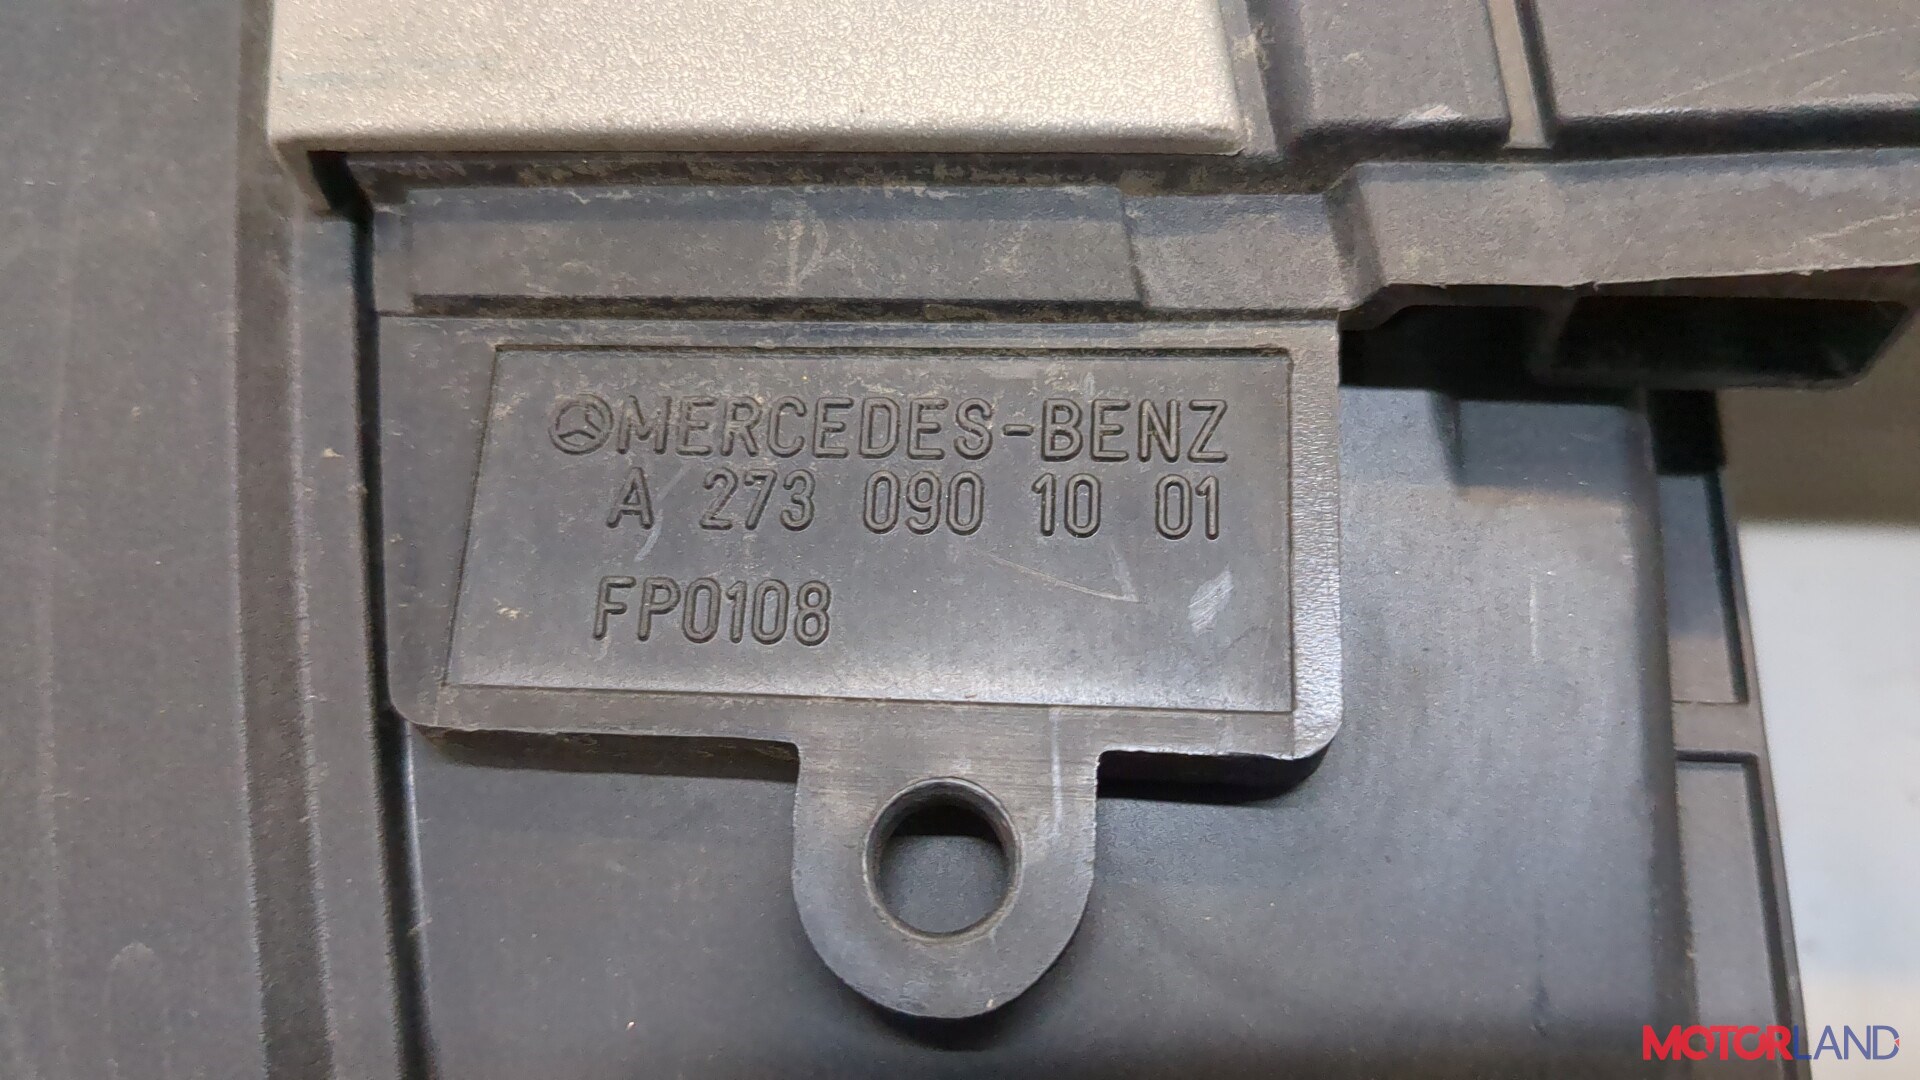 MERCEDES-BENZ
A 273 090 10 01
FP0108
MOTORLAND